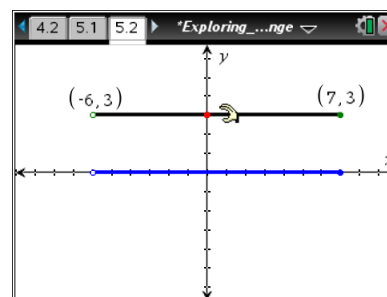 4.2 5.1 5.2 *Exploring_...nge
y
(-6, 3) (7, 3)
x